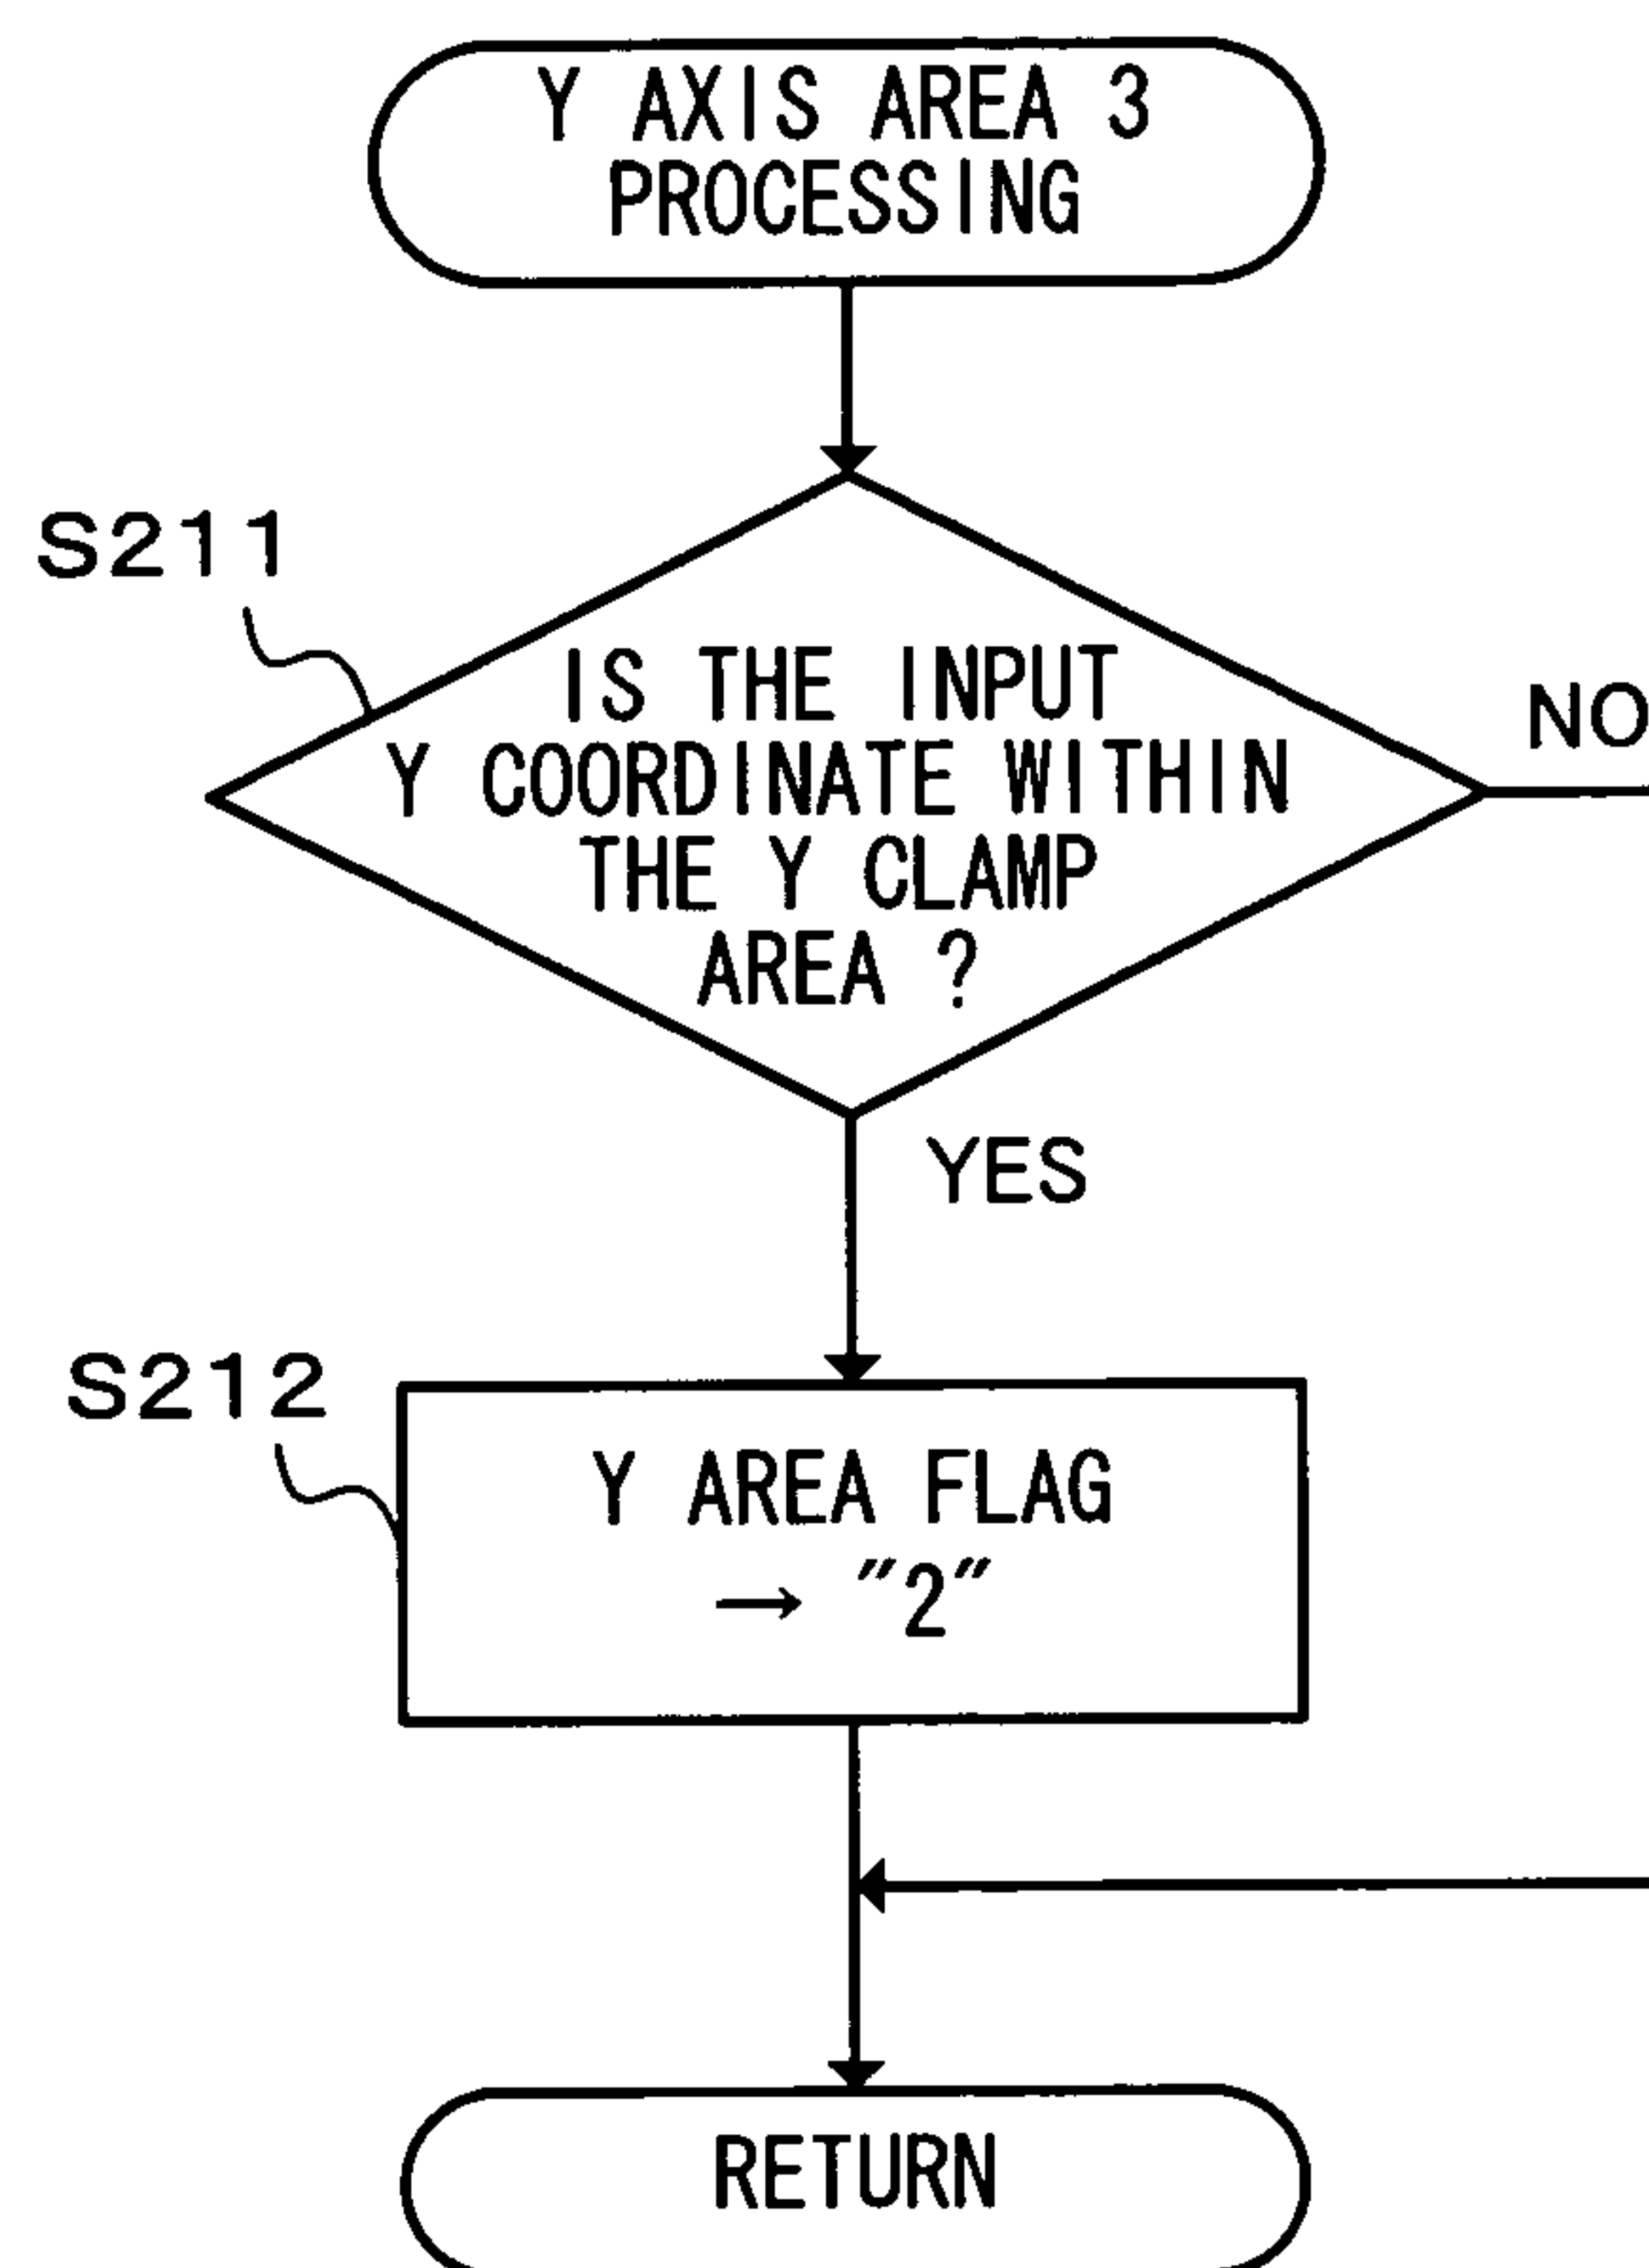 Y AXIS AREA 3
PROCESSING
S211
IS THE INPUT
Y COORDINATE WITHIN
THE Y CLAMP
AREA ?
NO
YES
S212
Y AREA FLAG
→ "2"
RETURN